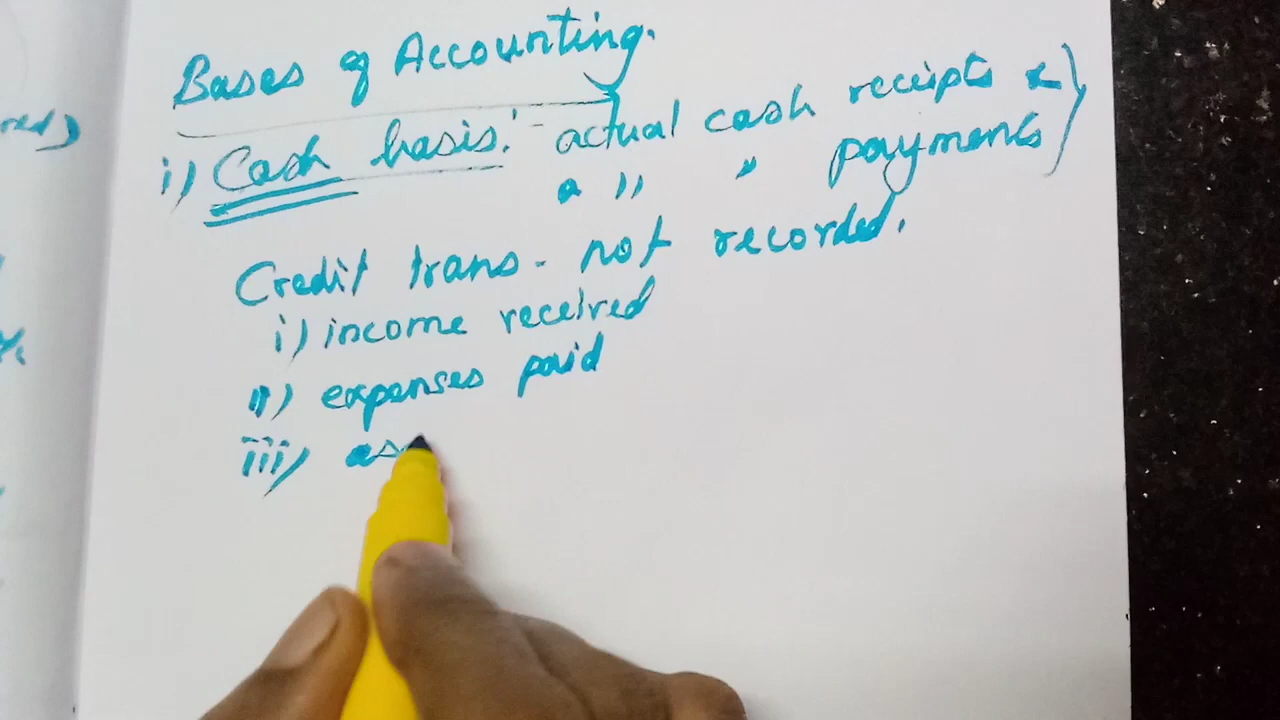 Bases of Accounting.
i) Cash basis: actual cash receipts &
" " payments
Credit trans - not recorded.
i) income received
ii) expenses paid
iii) ass